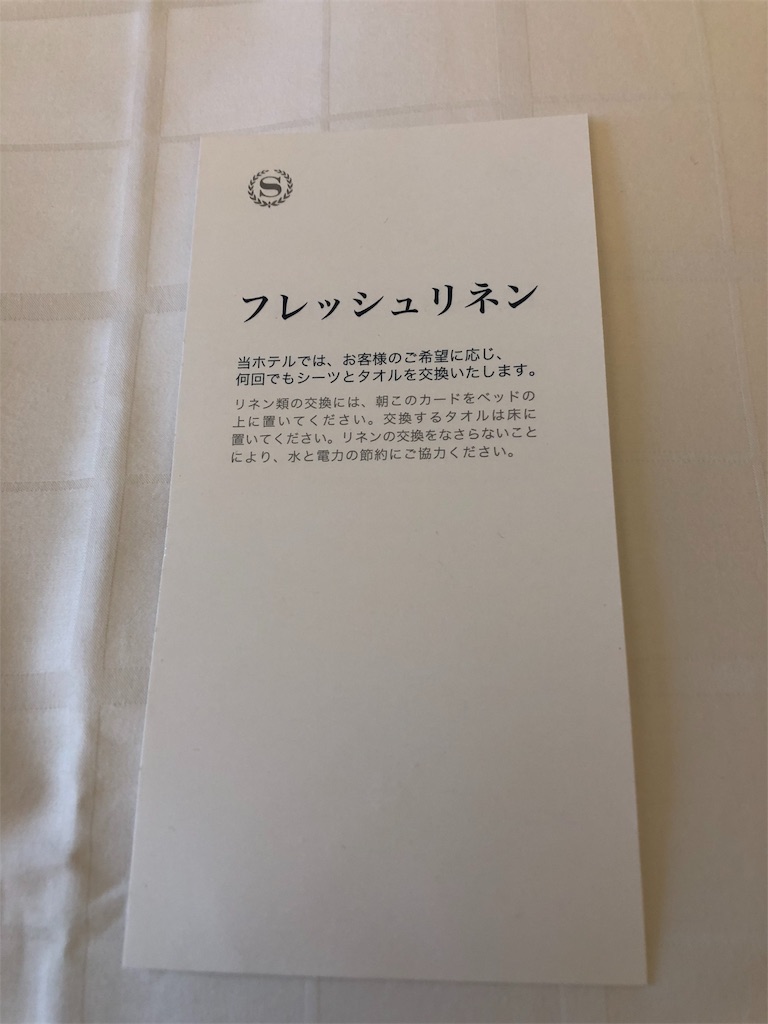 S
フレッシュリネン
当ホテルでは、お客様のご希望に応じ、
何回でもシーツとタオルを交換いたします。
リネン類の交換には、朝このカードをベッドの
上に置いてください。交換するタオルは床に
置いてください。リネンの交換をなさらないこと
により、水と電力の節約にご協力ください。